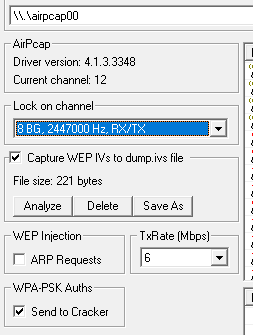 \\.\airpcap00
AirPcap
Driver version: 4.1.3.3348
Current channel: 12
Lock on channel
8 BG, 2447000 Hz, RX/TX
Capture WEP IVs to dump.ivs file
File size: 221 bytes
Analyze Delete Save As
WEP Injection
ARP Requests
TxRate (Mbps)
6
WPA-PSK Auths
Send to Cracker